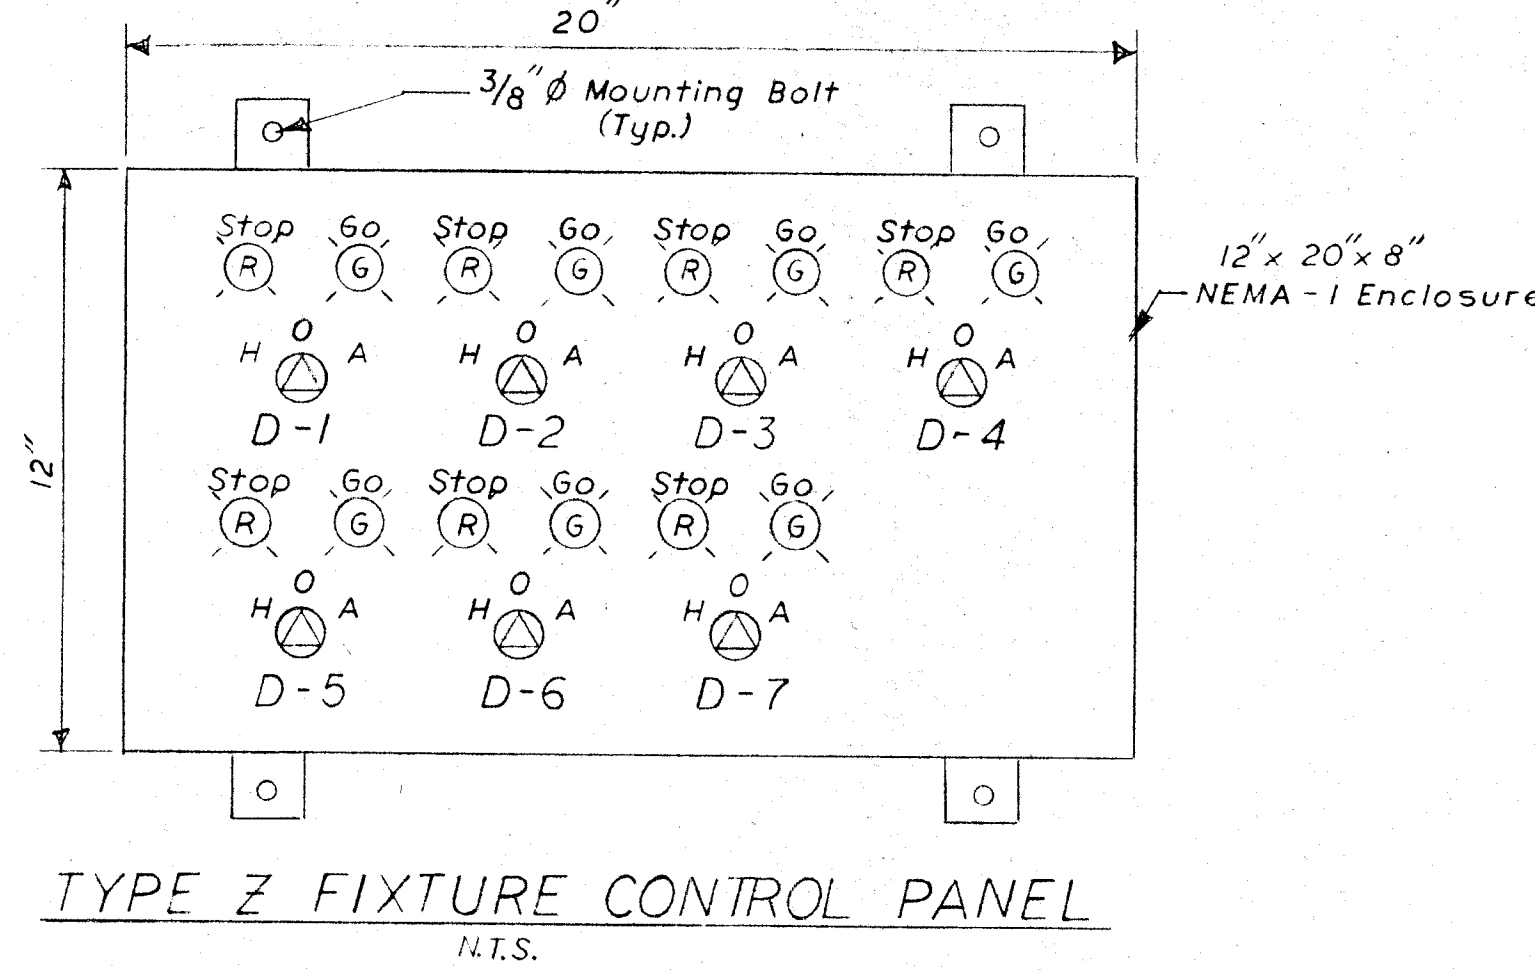 20"
3/8" Ø Mounting Bolt
(Typ.)
Stop Go Stop Go Stop Go Stop Go
R G R G R G R G
12" x 20" x 8"
NEMA-1 Enclosure
O O O O
H A H A H A H A
D-1 D-2 D-3 D-4
12"
Stop Go Stop Go Stop Go
R G R G R G
O O O
H A H A H A
D-5 D-6 D-7
TYPE Z FIXTURE CONTROL PANEL
N.T.S.